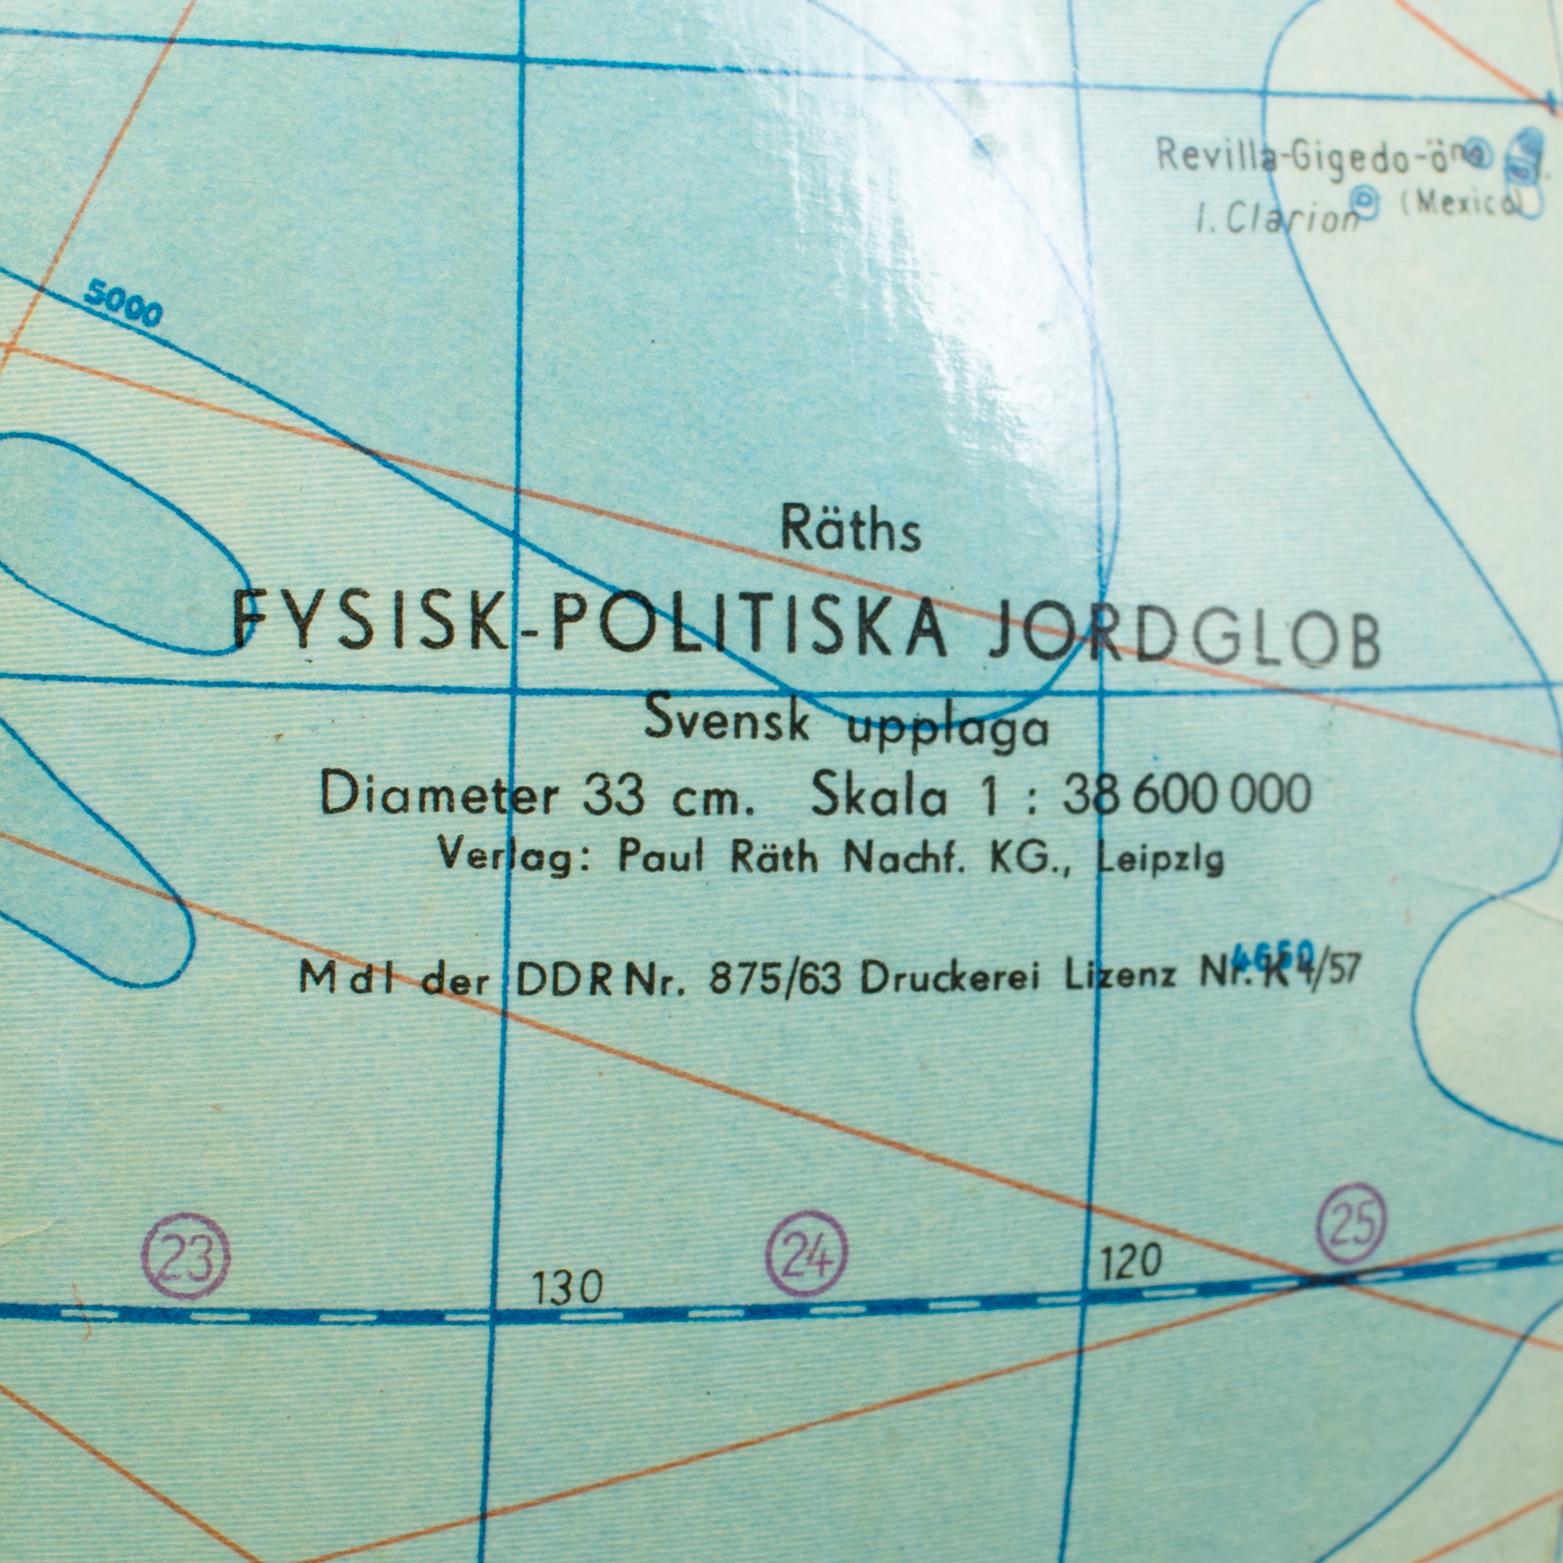 Revilla-Gigedo-öna
I. Clarion (Mexico)
5000
Räths
FYSISK-POLITISKA JORDGLOB
Svensk upplaga
Diameter 33 cm. Skala 1 : 38 600 000
Verlag: Paul Räth Nachf. KG., Leipzig
4650
MdI der DDR Nr. 875/63 Druckerei Lizenz Nr. K 4/57
23 24 25
130 120